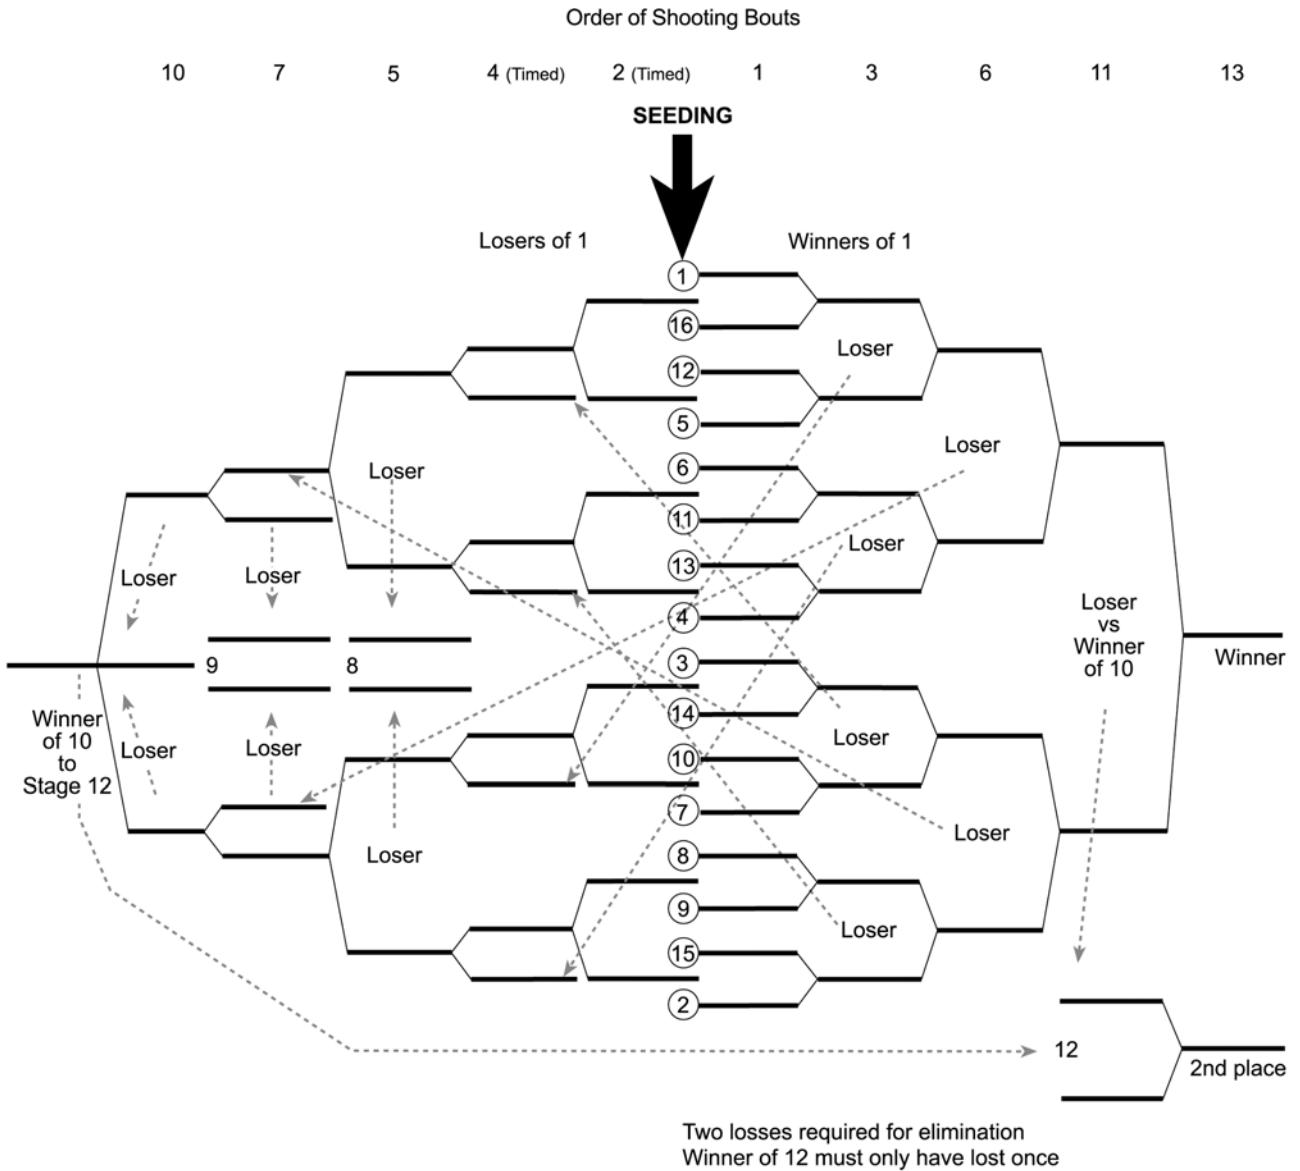 Order of Shooting Bouts
10 7 5 4 (Timed) 2 (Timed) 1 3 6 11 13
SEEDING
Losers of 1 Winners of 1
1
16
Loser
12
5
Loser Loser
6
11
Loser
13
Loser Loser
4
Loser
vs
Winner
of 10
3
9 8
Winner
14
Winner
of 10
to
Stage 12
Loser Loser
Loser
10
7
Loser
8
Loser
9
Loser
15
2
12
2nd place
Two losses required for elimination
Winner of 12 must only have lost once